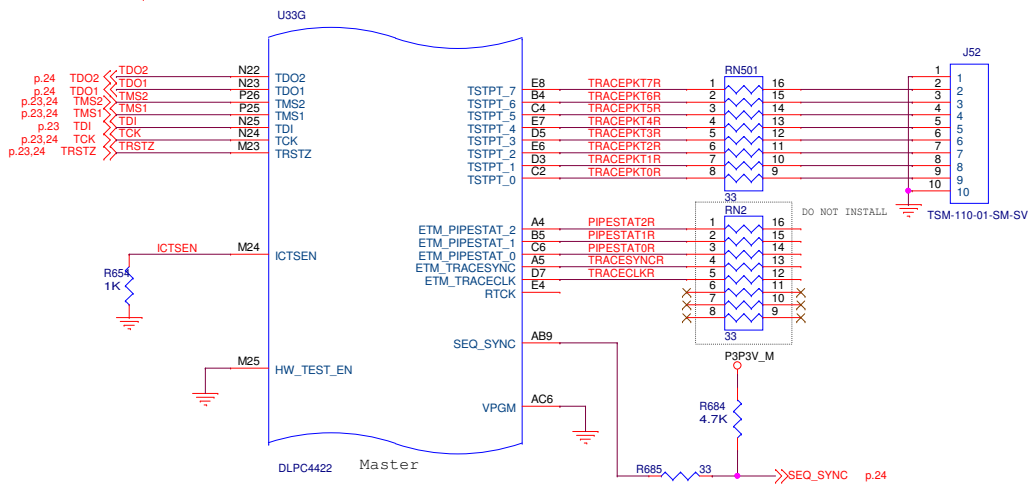 U33G
J52
p.24 TDO2 TDO2 N22 TDO2
p.24 TDO1 TDO1 N23 TDO1
p.23,24 TMS2 TMS2 P26 TMS2
p.23,24 TMS1 TMS1 P25 TMS1
p.23 TDI TDI N25 TDI
p.23,24 TCK TCK N24 TCK
p.23,24 TRSTZ TRSTZ M23 TRSTZ
RN501
TSTPT_7 E8 TRACEPKT7R 1 16
TSTPT_6 B4 TRACEPKT6R 2 15
TSTPT_5 C4 TRACEPKT5R 3 14
TSTPT_4 E7 TRACEPKT4R 4 13
TSTPT_3 D5 TRACEPKT3R 5 12
TSTPT_2 E6 TRACEPKT2R 6 11
TSTPT_1 D3 TRACEPKT1R 7 10
TSTPT_0 C2 TRACEPKT0R 8 9
33
1 1
2 2
3 3
4 4
5 5
6 6
7 7
8 8
9 9
10 10
TSM-110-01-SM-SV
RN2
DO NOT INSTALL
ETM_PIPESTAT_2 A4 PIPESTAT2R 1 16
ETM_PIPESTAT_1 B5 PIPESTAT1R 2 15
ETM_PIPESTAT_0 C6 PIPESTAT0R 3 14
ETM_TRACESYNC A5 TRACESYNCR 4 13
ETM_TRACECLK D7 TRACECLKR 5 12
RTCK E4 6 11
7 10
8 9
33
ICTSEN M24 ICTSEN
R654
1K
M25 HW_TEST_EN
SEQ_SYNC AB9
VPGM AC6
P3P3V_M
R684
4.7K
R685 33
SEQ_SYNC p.24
DLPC4422 Master